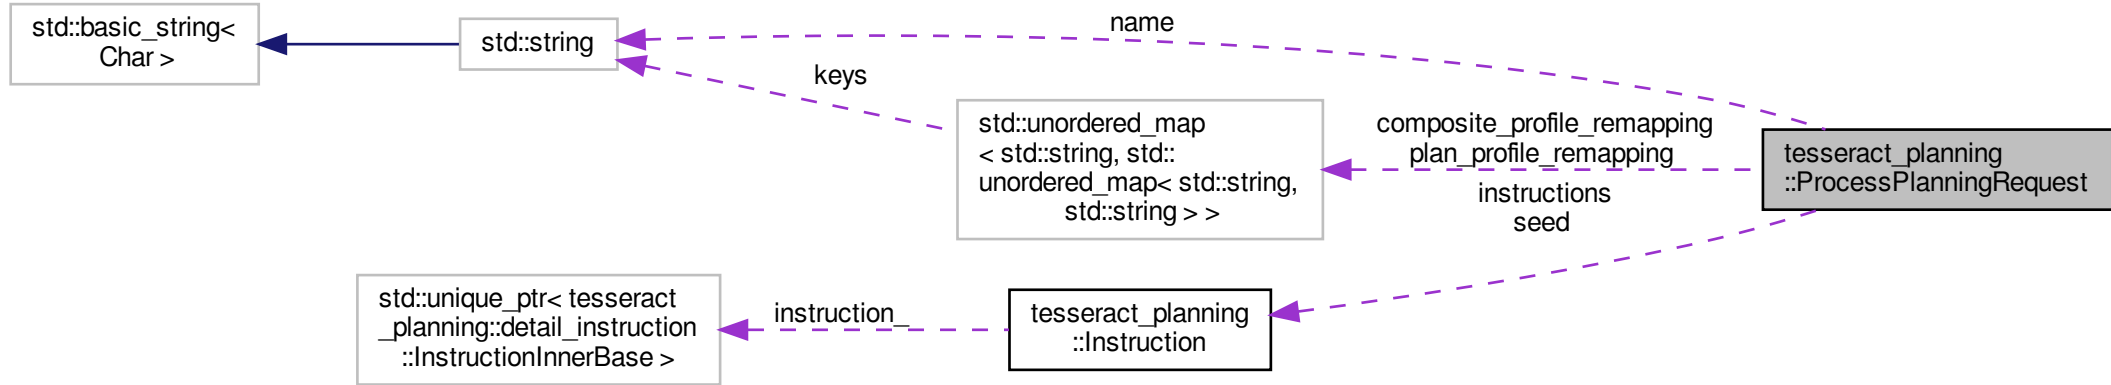 std::basic_string<
Char >
std::string
name
keys
std::unordered_map
< std::string, std::
unordered_map< std::string,
std::string > >
composite_profile_remapping
plan_profile_remapping
instructions
seed
tesseract_planning
::ProcessPlanningRequest
std::unique_ptr< tesseract
_planning::detail_instruction
::InstructionInnerBase >
instruction_
tesseract_planning
::Instruction